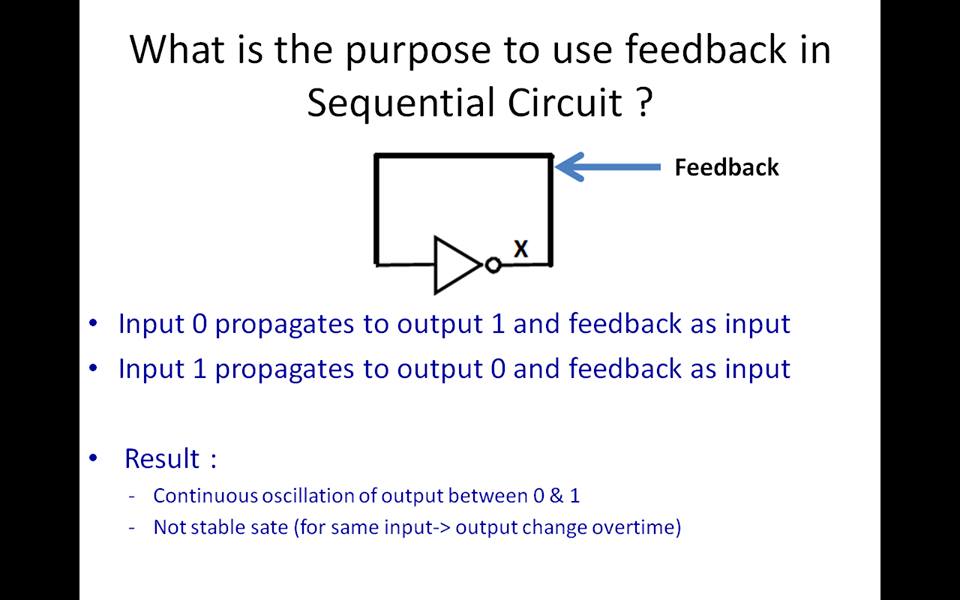 What is the purpose to use feedback in
Sequential Circuit ?
Feedback
X
• Input 0 propagates to output 1 and feedback as input
• Input 1 propagates to output 0 and feedback as input
• Result :
- Continuous oscillation of output between 0 & 1
- Not stable sate (for same input-> output change overtime)